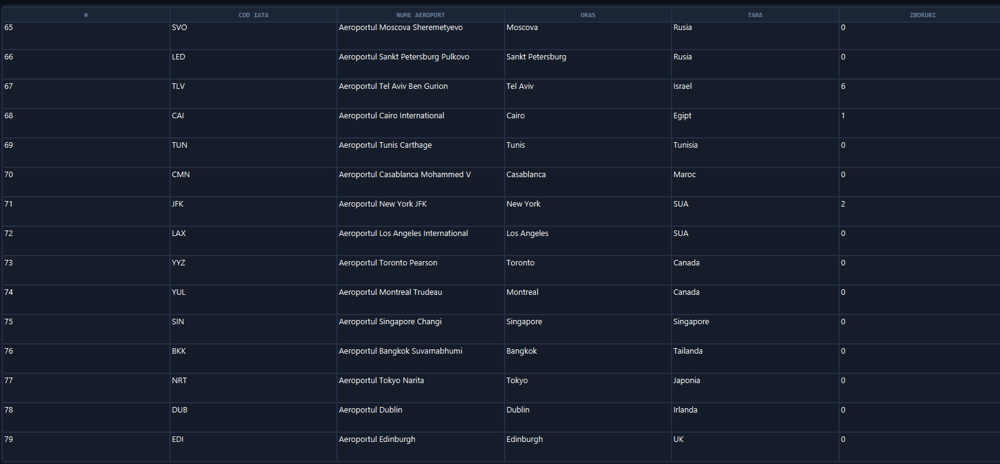 # COD IATA NUME AEROPORT ORAS TARA ZBORURI
65 SVO Aeroportul Moscova Sheremetyevo Moscova Rusia 0
66 LED Aeroportul Sankt Petersburg Pulkovo Sankt Petersburg Rusia 0
67 TLV Aeroportul Tel Aviv Ben Gurion Tel Aviv Israel 6
68 CAI Aeroportul Cairo International Cairo Egipt 1
69 TUN Aeroportul Tunis Carthage Tunis Tunisia 0
70 CMN Aeroportul Casablanca Mohammed V Casablanca Maroc 0
71 JFK Aeroportul New York JFK New York SUA 2
72 LAX Aeroportul Los Angeles International Los Angeles SUA 0
73 YYZ Aeroportul Toronto Pearson Toronto Canada 0
74 YUL Aeroportul Montreal Trudeau Montreal Canada 0
75 SIN Aeroportul Singapore Changi Singapore Singapore 0
76 BKK Aeroportul Bangkok Suvarnabhumi Bangkok Tailanda 0
77 NRT Aeroportul Tokyo Narita Tokyo Japonia 0
78 DUB Aeroportul Dublin Dublin Irlanda 0
79 EDI Aeroportul Edinburgh Edinburgh UK 0